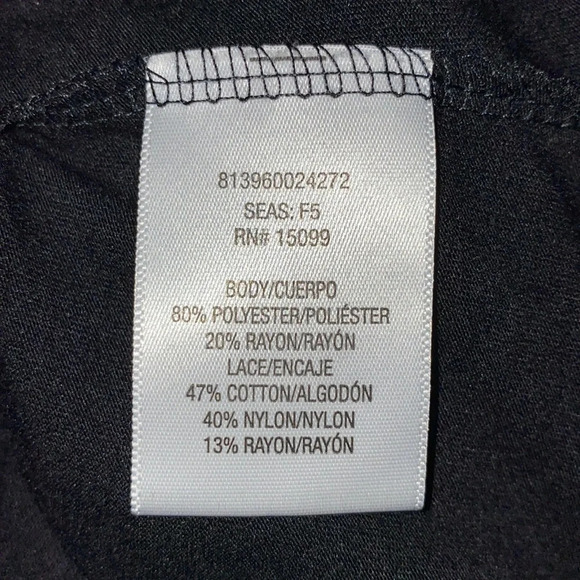 813960024272
SEAS: F5
RN# 15099
BODY/CUERPO
80% POLYESTER/POLIÉSTER
20% RAYON/RAYÓN
LACE/ENCAJE
47% COTTON/ALGODÓN
40% NYLON/NYLON
13% RAYON/RAYÓN